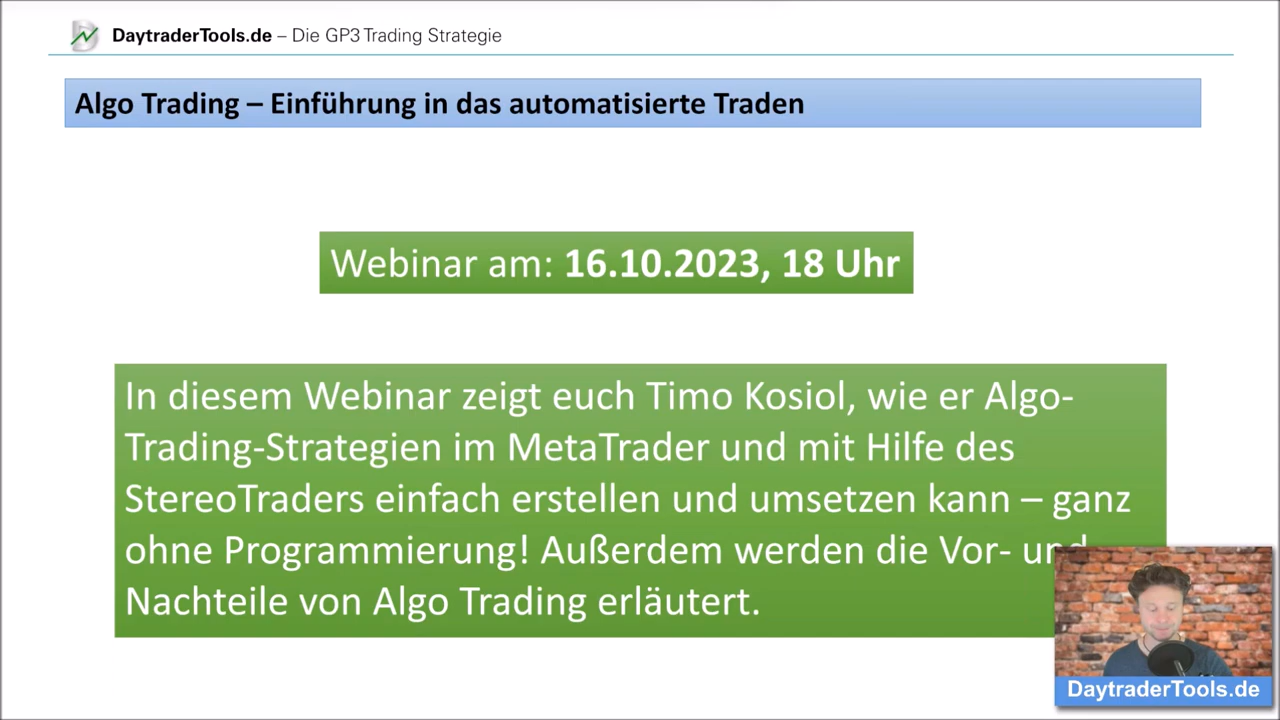 DaytraderTools.de – Die GP3 Trading Strategie
Algo Trading – Einführung in das automatisierte Traden
Webinar am: 16.10.2023, 18 Uhr
In diesem Webinar zeigt euch Timo Kosiol, wie er Algo-
Trading-Strategien im MetaTrader und mit Hilfe des
StereoTraders einfach erstellen und umsetzen kann – ganz
ohne Programmierung! Außerdem werden die Vor- und
Nachteile von Algo Trading erläutert.
DaytraderTools.de